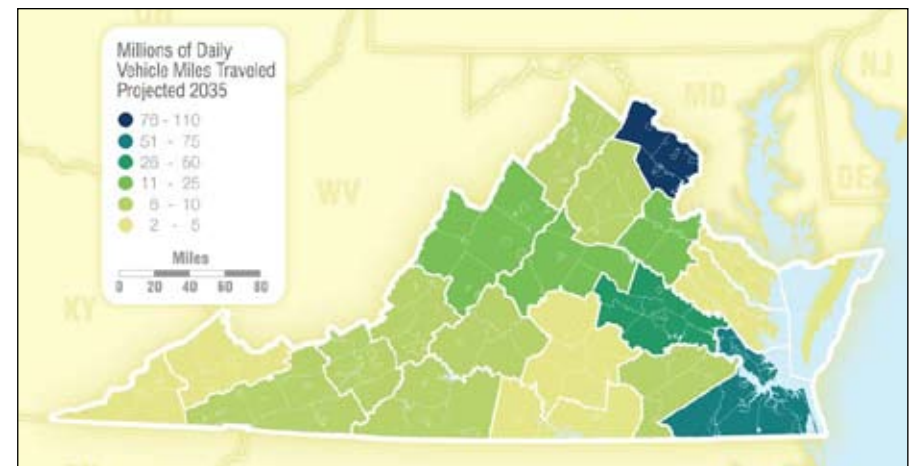 Millions of Daily
Vehicle Miles Traveled
Projected 2035
76 - 110
51 - 75
26 - 50
11 - 25
6 - 10
2 - 5
Miles
0 20 40 60 80
OH
NJ
MD
DE
WV
KY